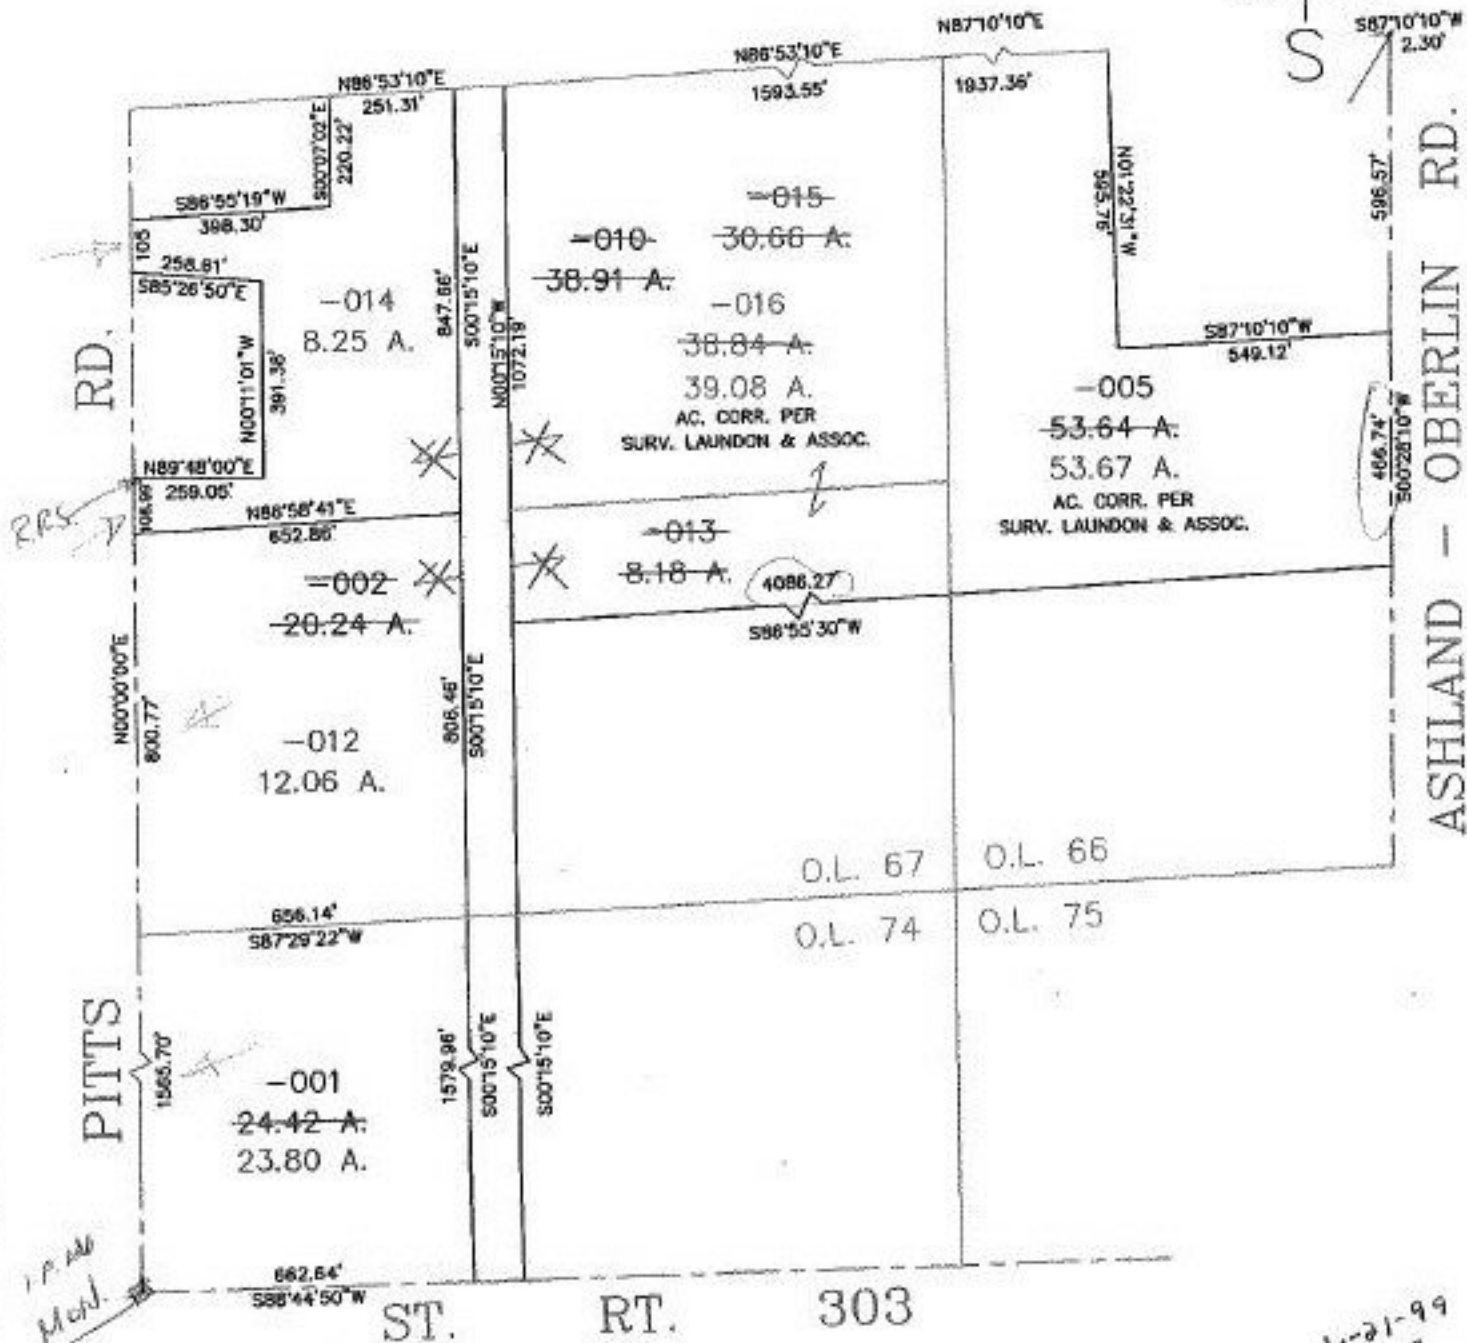 S87°10'10"W
2.30'
S
N87°10'10"E
N86°53'10"E
1593.55'
1937.36'
N86°53'10"E
251.31'
S00°07'02"E
220.22'
S86°55'19"W
398.30'
105
258.81'
S85°26'50"E
N00°11'01"W
391.36'
-014
8.25 A.
847.66'
S00°15'10"E
N00°15'10"W
1072.19'
-015
30.66 A.
-010
38.91 A.
-016
38.84 A.
39.08 A.
AC. CORR. PER
SURV. LAUNDON & ASSOC.
N01°22'31"W
595.76'
596.57'
S87°10'10"W
549.12'
-005
53.64 A.
53.67 A.
AC. CORR. PER
SURV. LAUNDON & ASSOC.
466.74'
S00°28'10"W
ASHLAND - OBERLIN RD.
N89°48'00"E
259.05'
R.R.S.
108.99'
N86°58'41"E
652.86'
-002
20.24 A.
-013
8.18 A.
4086.27'
S86°55'30"W
N00°00'00"E
800.77'
-012
12.06 A.
806.46'
S00°15'10"E
O.L. 67
O.L. 66
O.L. 74
O.L. 75
656.14'
S87°29'22"W
PITTS RD.
1565.70'
-001
24.42 A.
23.80 A.
1579.96'
S00°15'10"E
S00°15'10"E
I.P.
MON.
662.64'
S88°44'50"W
ST. RT. 303
-21-99